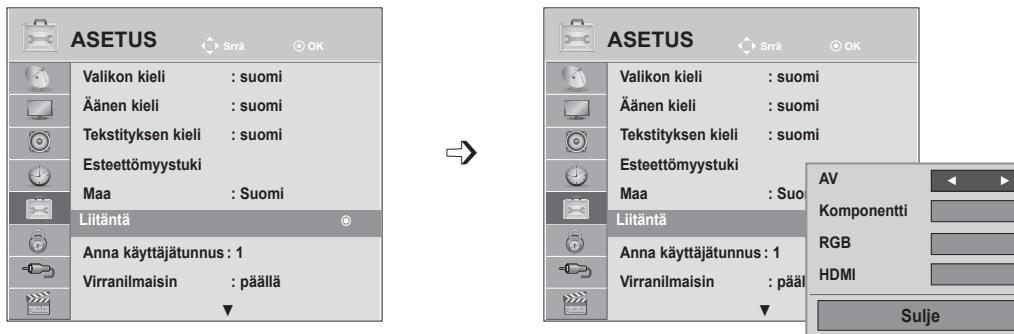 ASETUS Srrä OK
Valikon kieli : suomi
Äänen kieli : suomi
Tekstityksen kieli : suomi
Esteettömyystuki
Maa : Suomi
Liitäntä
Anna käyttäjätunnus : 1
Virranilmaisin : päällä
▼
ASETUS Srrä OK
Valikon kieli : suomi
Äänen kieli : suomi
Tekstityksen kieli : suomi
Esteettömyystuki
Maa : Suo
Liitäntä
Anna käyttäjätunnus : 1
Virranilmaisin : pääl
▼
AV ◄ ►
Komponentti
RGB
HDMI
Sulje